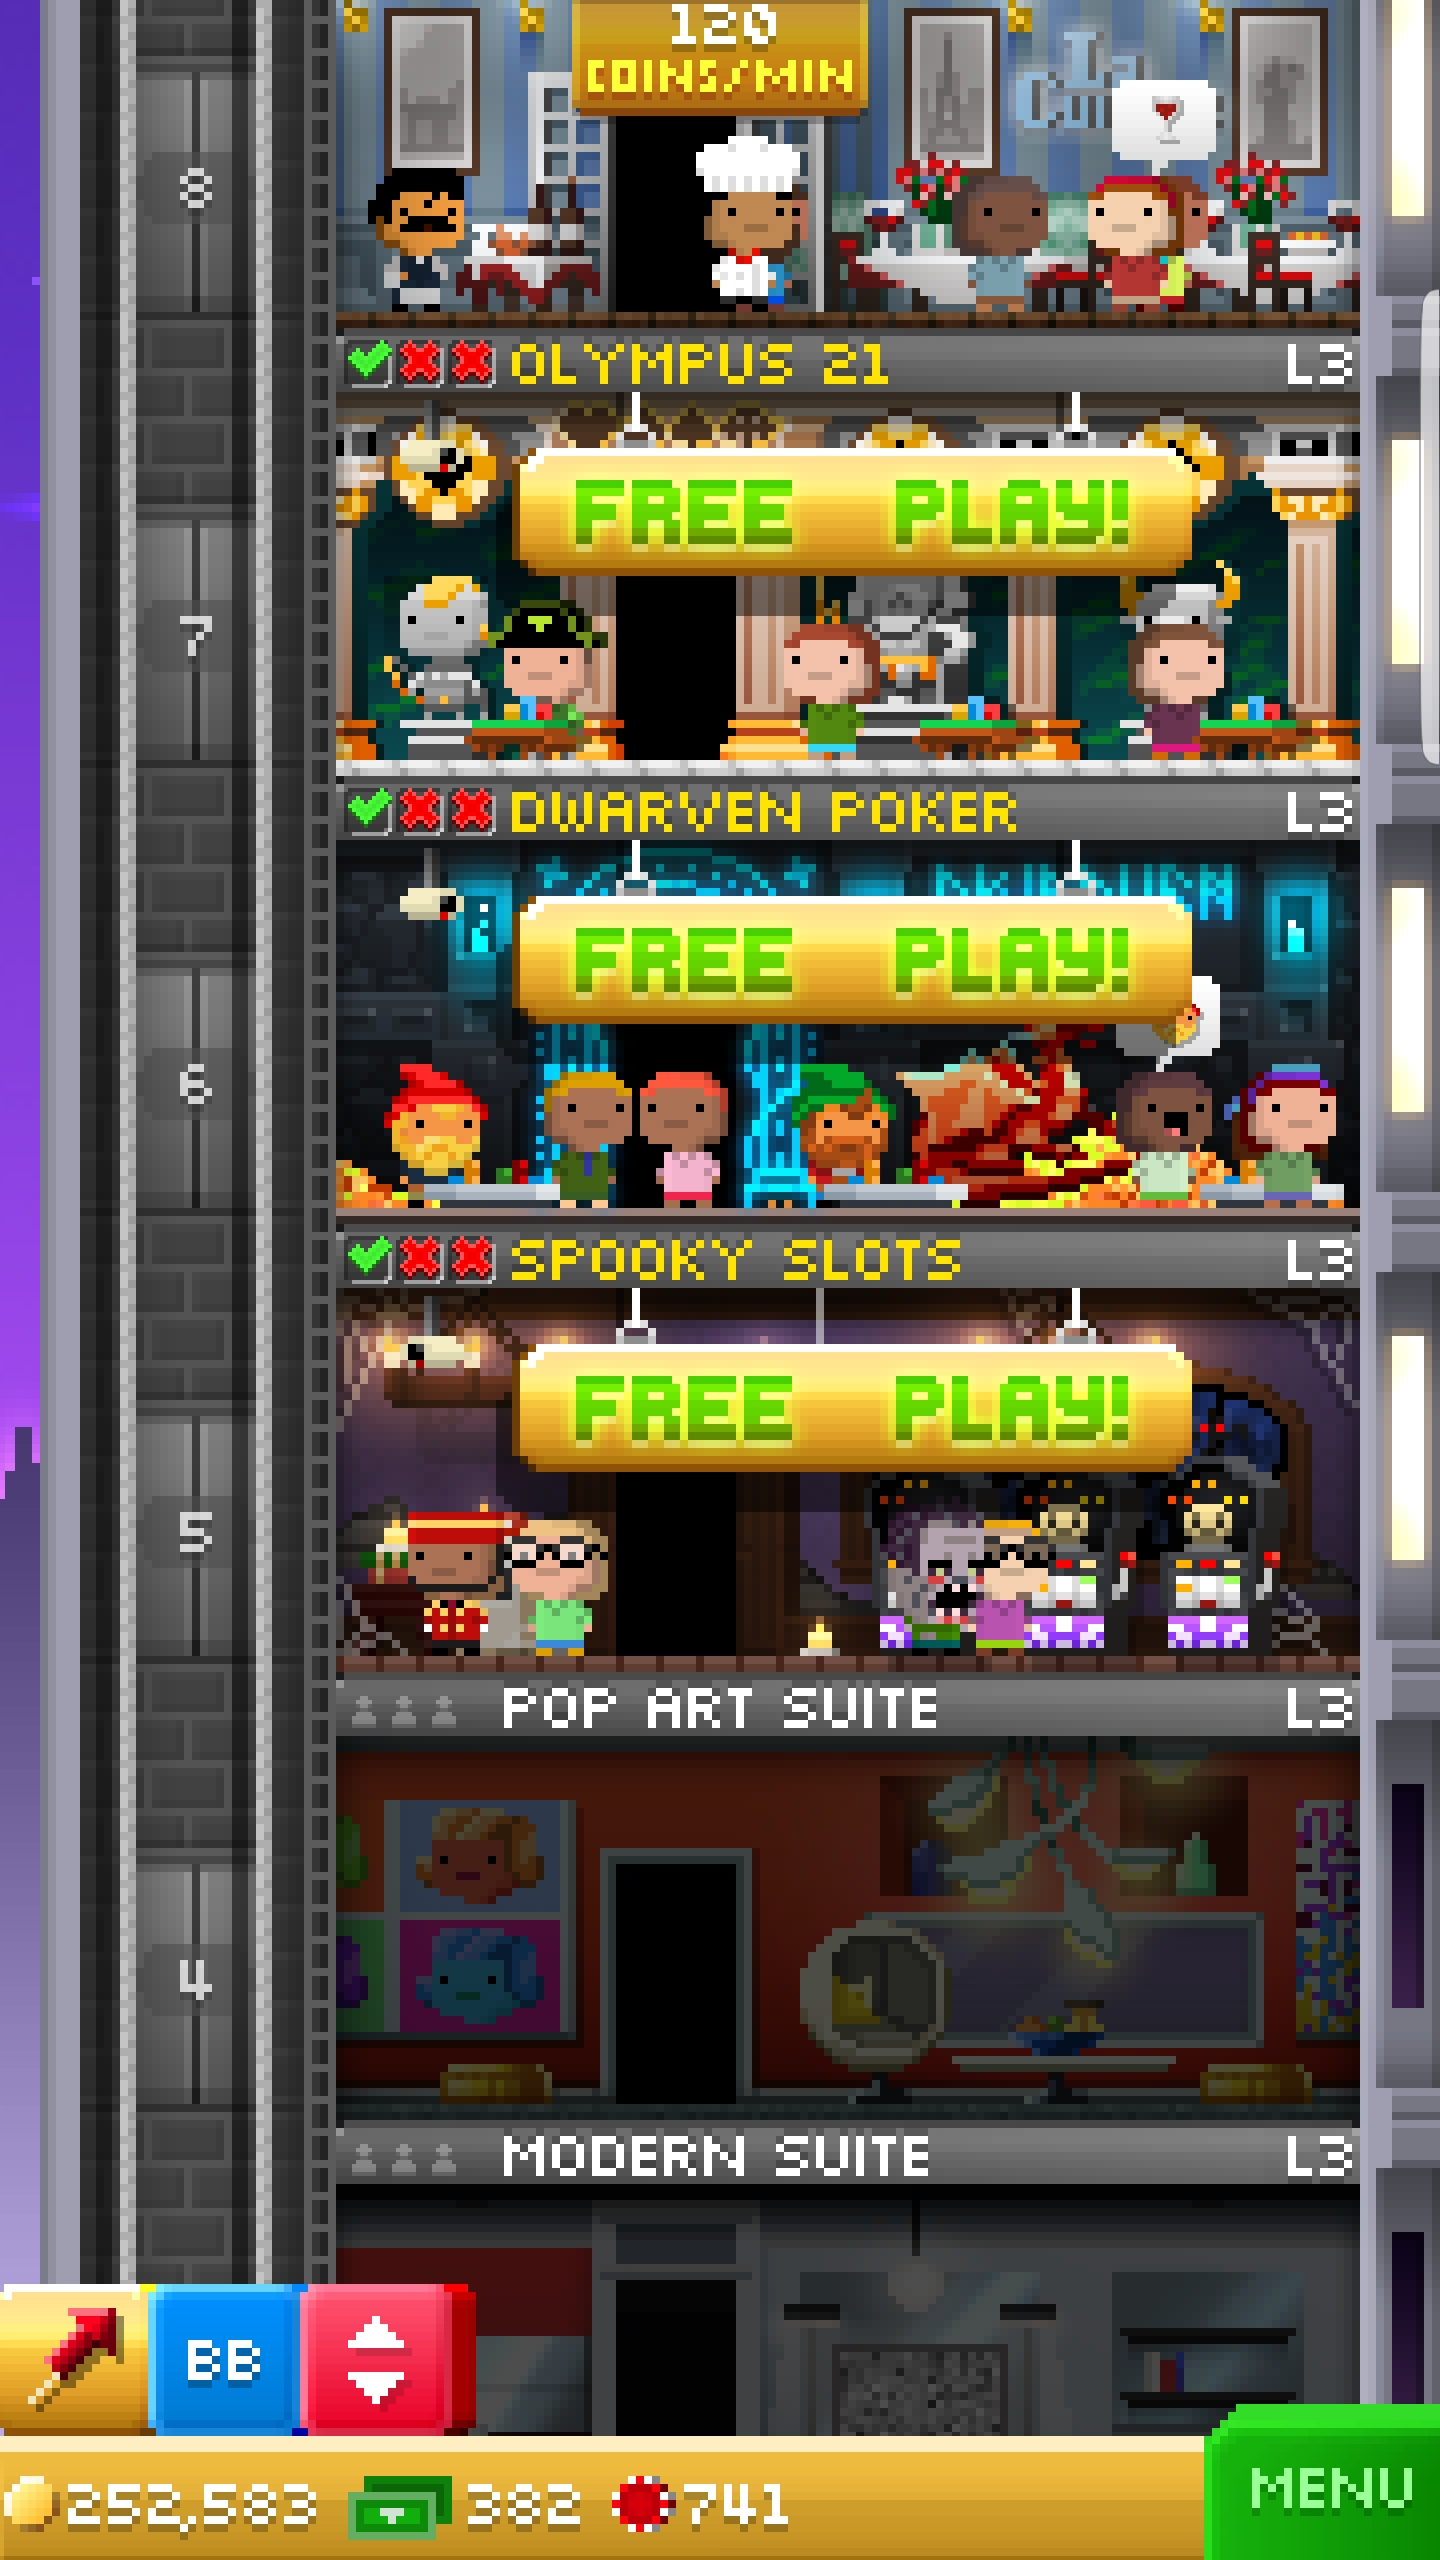 120
COINS/MIN
La
8
OLYMPUS 21 L3
FREE PLAY!
7
DWARVEN POKER L3
FREE PLAY!
6
SPOOKY SLOTS L3
FREE PLAY!
5
POP ART SUITE L3
4
MODERN SUITE L3
BB
252,583 382 741
MENU